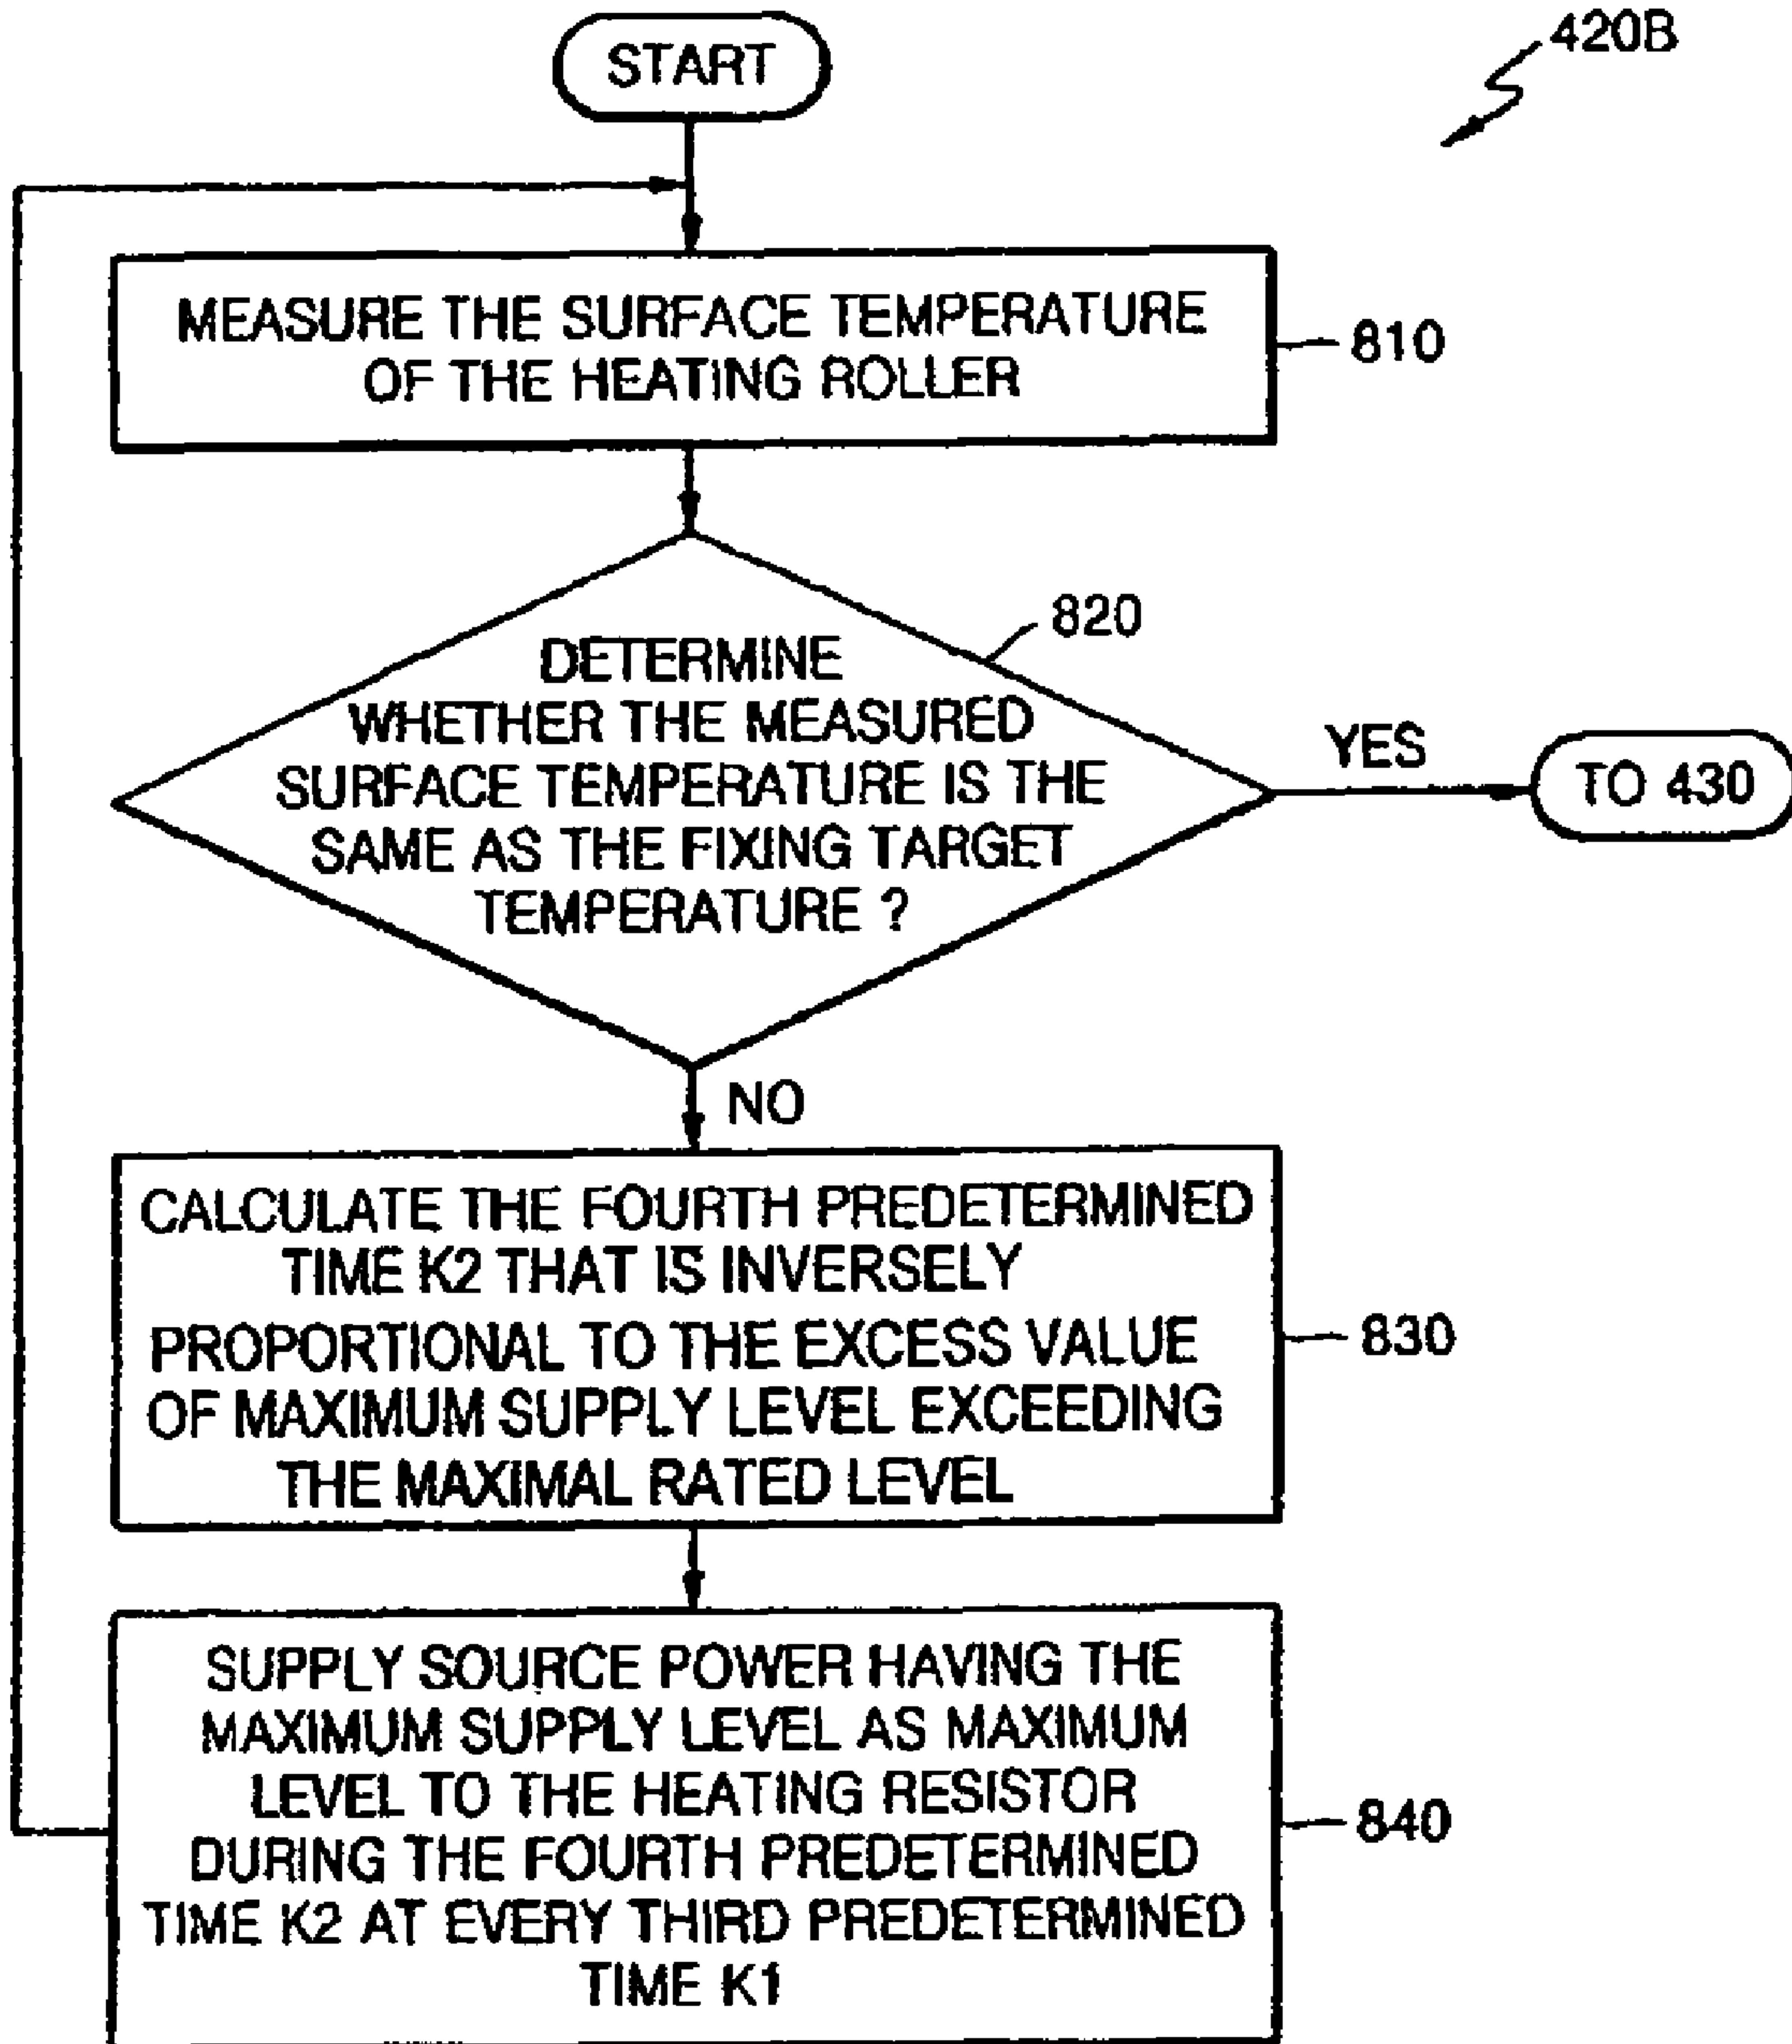 START
420B
MEASURE THE SURFACE TEMPERATURE
OF THE HEATING ROLLER
810
820
DETERMINE
WHETHER THE MEASURED
SURFACE TEMPERATURE IS THE
SAME AS THE FIXING TARGET
TEMPERATURE ?
YES
TO 430
NO
CALCULATE THE FOURTH PREDETERMINED
TIME K2 THAT IS INVERSELY
PROPORTIONAL TO THE EXCESS VALUE
OF MAXIMUM SUPPLY LEVEL EXCEEDING
THE MAXIMAL RATED LEVEL
830
SUPPLY SOURCE POWER HAVING THE
MAXIMUM SUPPLY LEVEL AS MAXIMUM
LEVEL TO THE HEATING RESISTOR
DURING THE FOURTH PREDETERMINED
TIME K2 AT EVERY THIRD PREDETERMINED
TIME K1
840